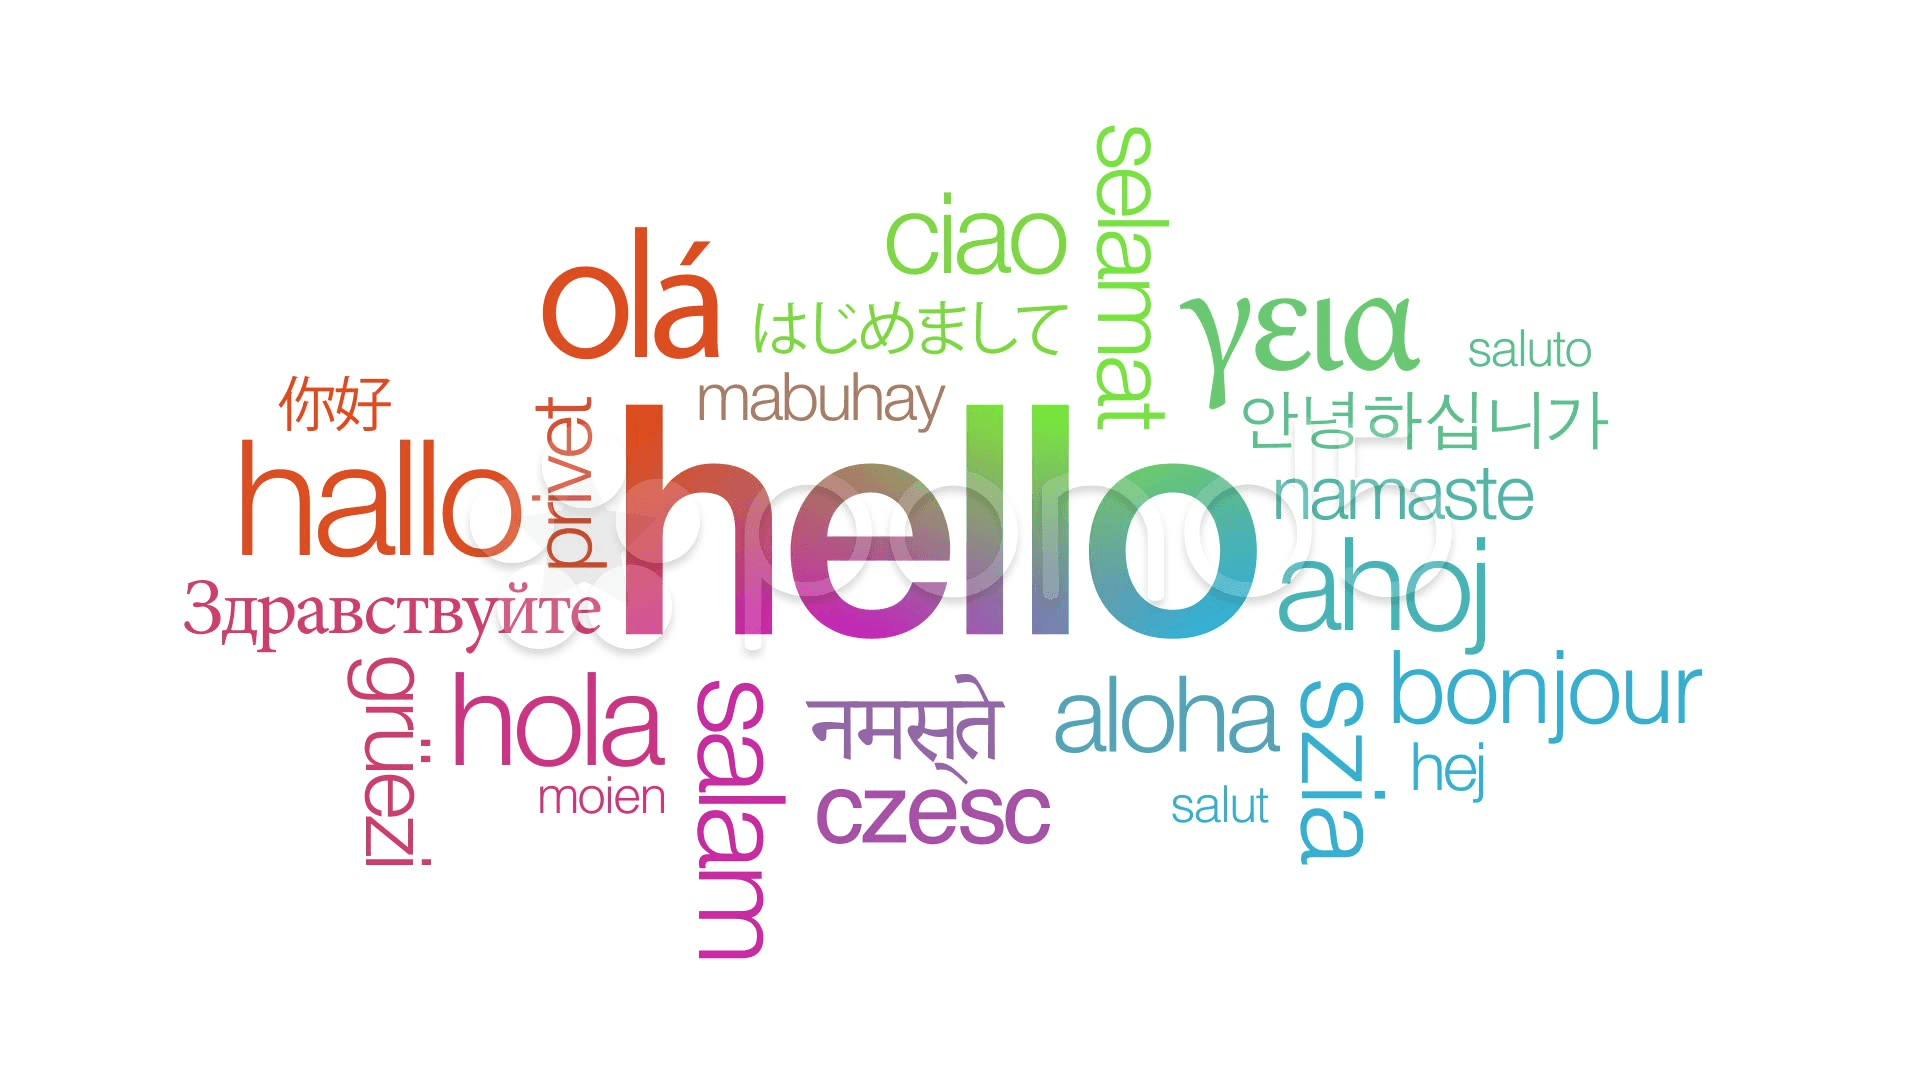 selamat
ciao
olá
はじめまして
γεια
saluto
你好
mabuhay
privet
안녕하십니가
hallo
hello
namaste
ahoj
Здравствуйте
grüezi
hola
salam
नमस्ते
aloha
szia
bonjour
hej
moien
czesc
salut
pond5